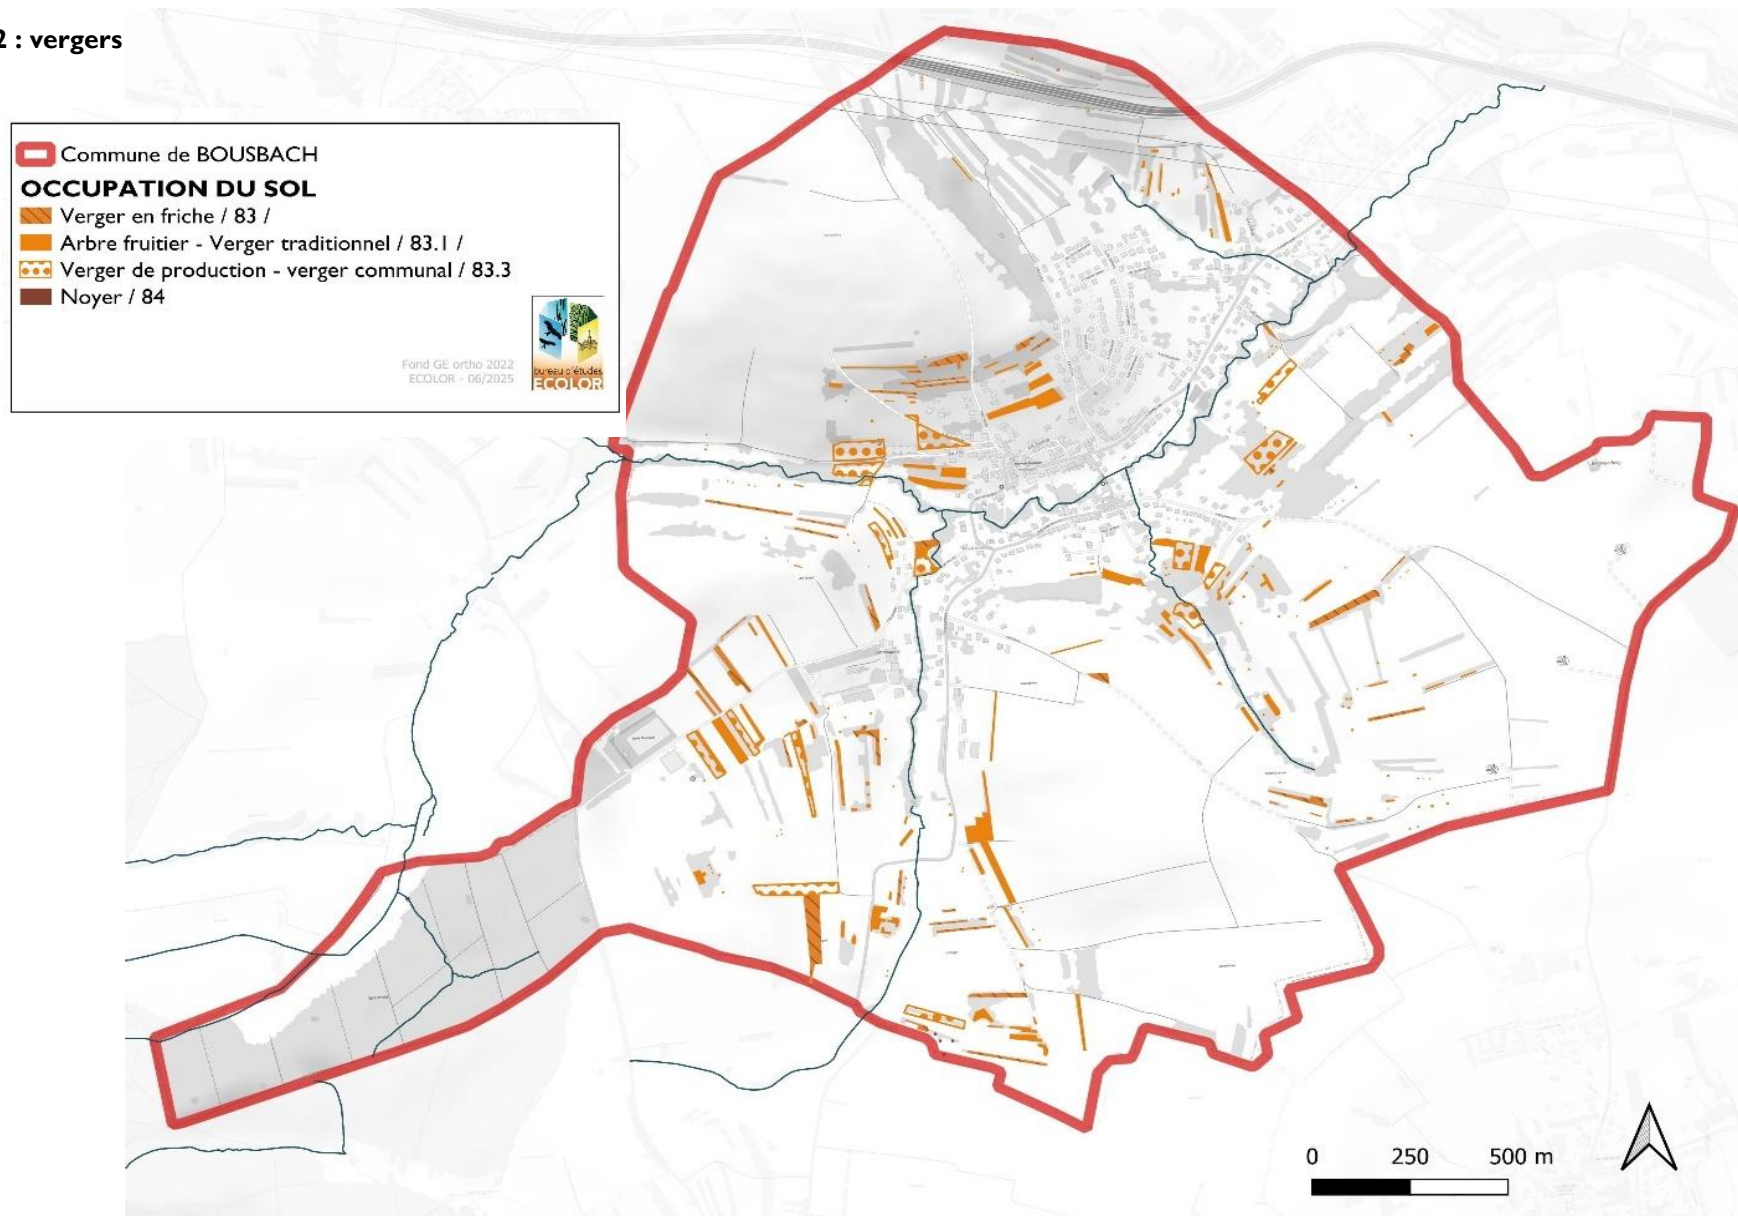 2 : vergers
Commune de BOUSBACH
OCCUPATION DU SOL
Verger en friche / 83 /
Arbre fruitier - Verger traditionnel / 83.1 /
Verger de production - verger communal / 83.3
Noyer / 84
Fond GE ortho 2022
ECOLOR - 06/2025
bureau d'études
ECOLOR
0 250 500 m